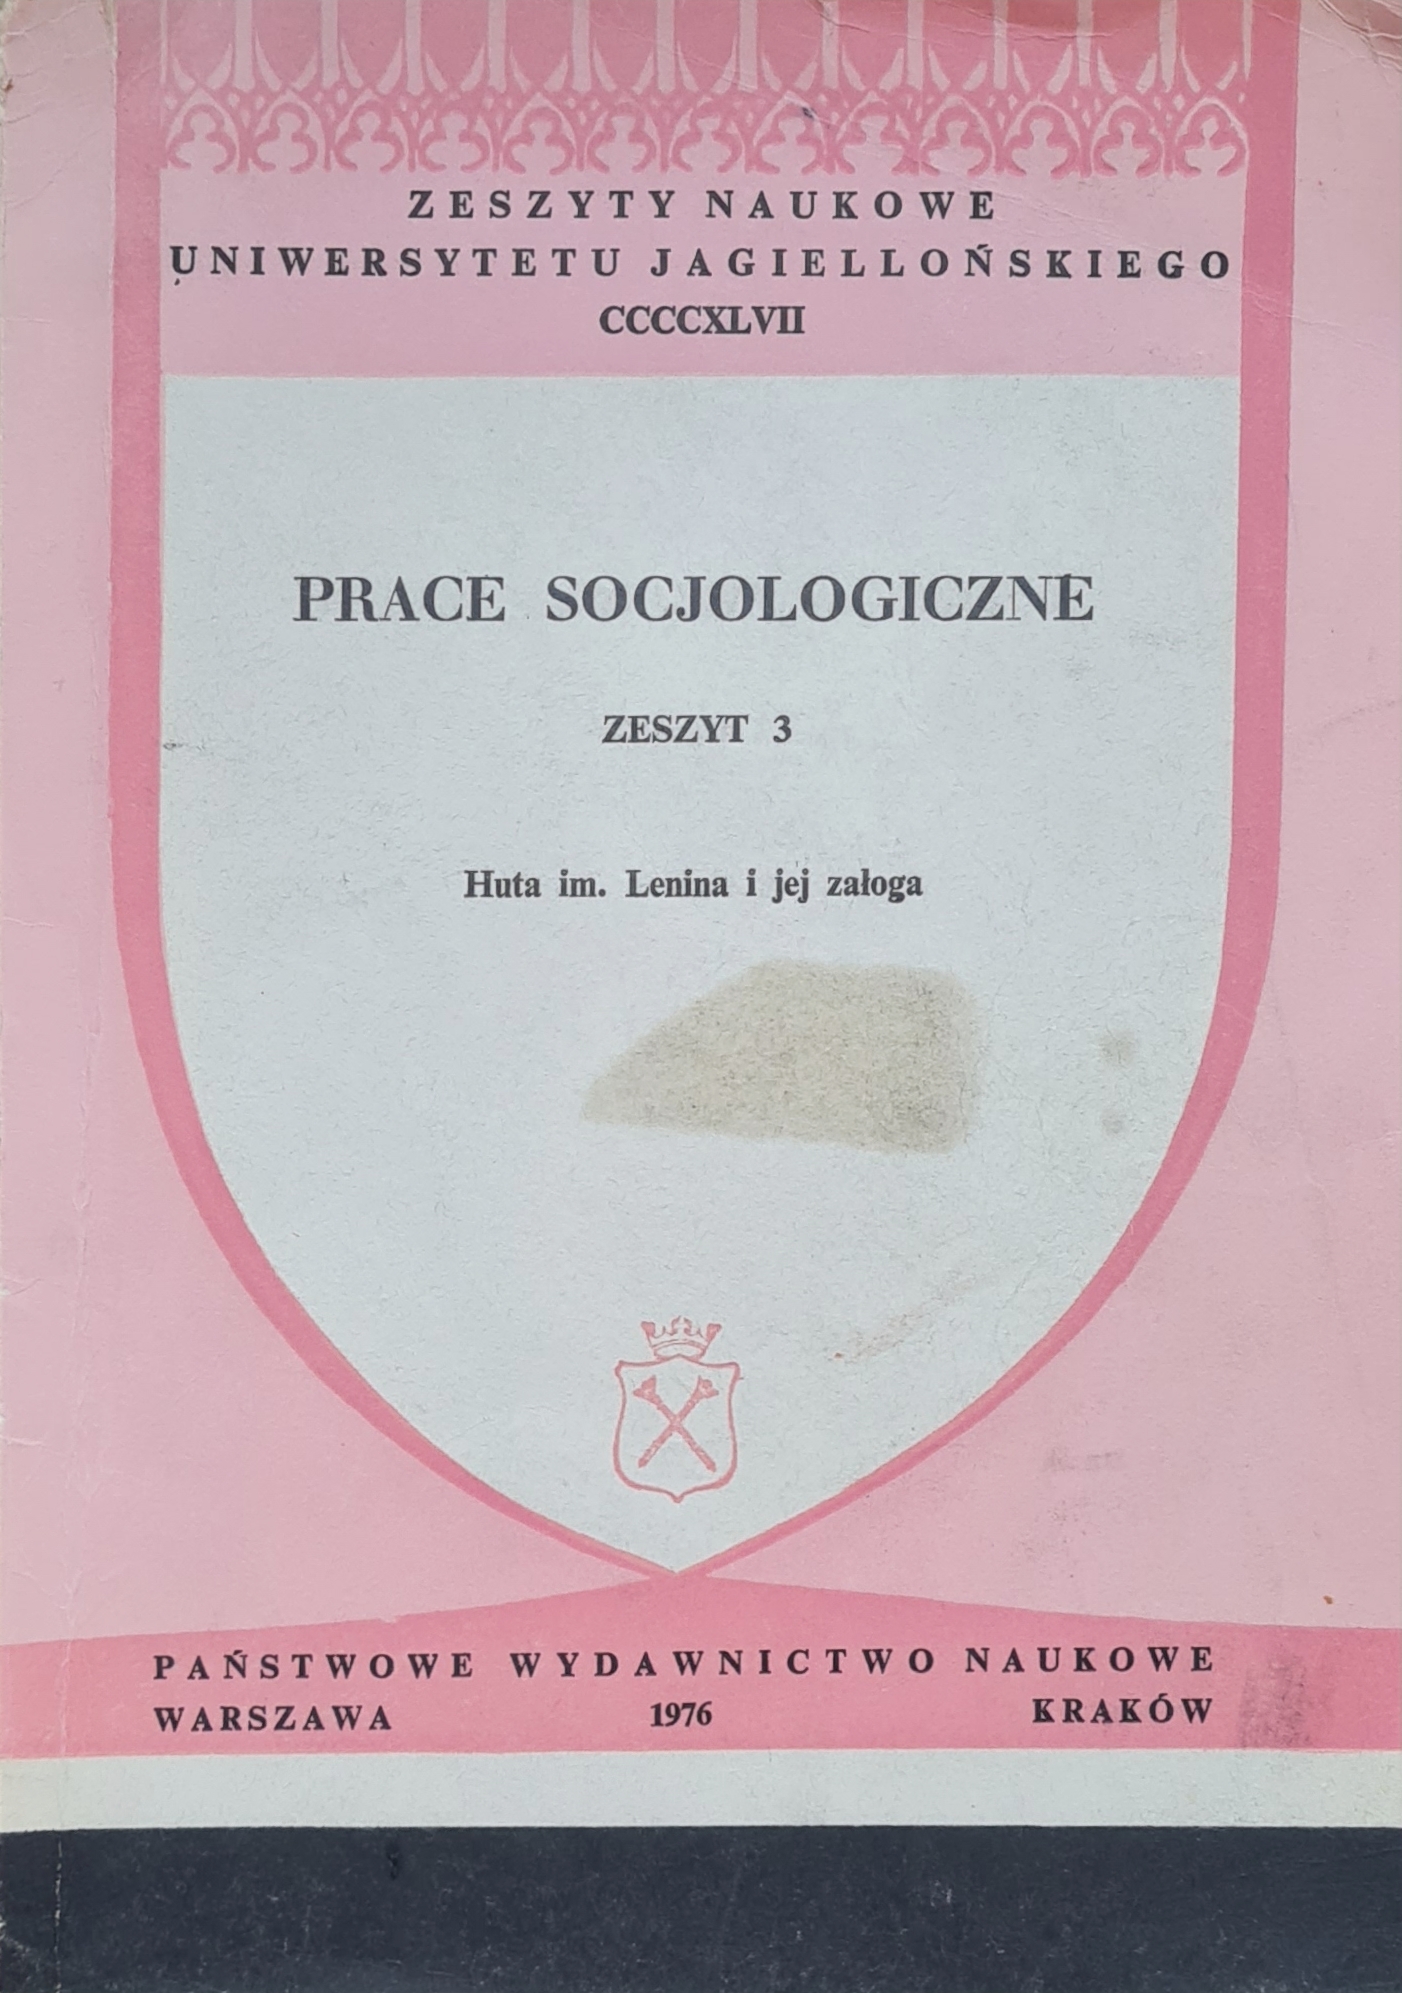 ZESZYTY NAUKOWE
UNIWERSYTETU JAGIELLOŃSKIEGO
CCCCXLVII
PRACE SOCJOLOGICZNE
ZESZYT 3
Huta im. Lenina i jej załoga
PAŃSTWOWE WYDAWNICTWO NAUKOWE
WARSZAWA 1976 KRAKÓW